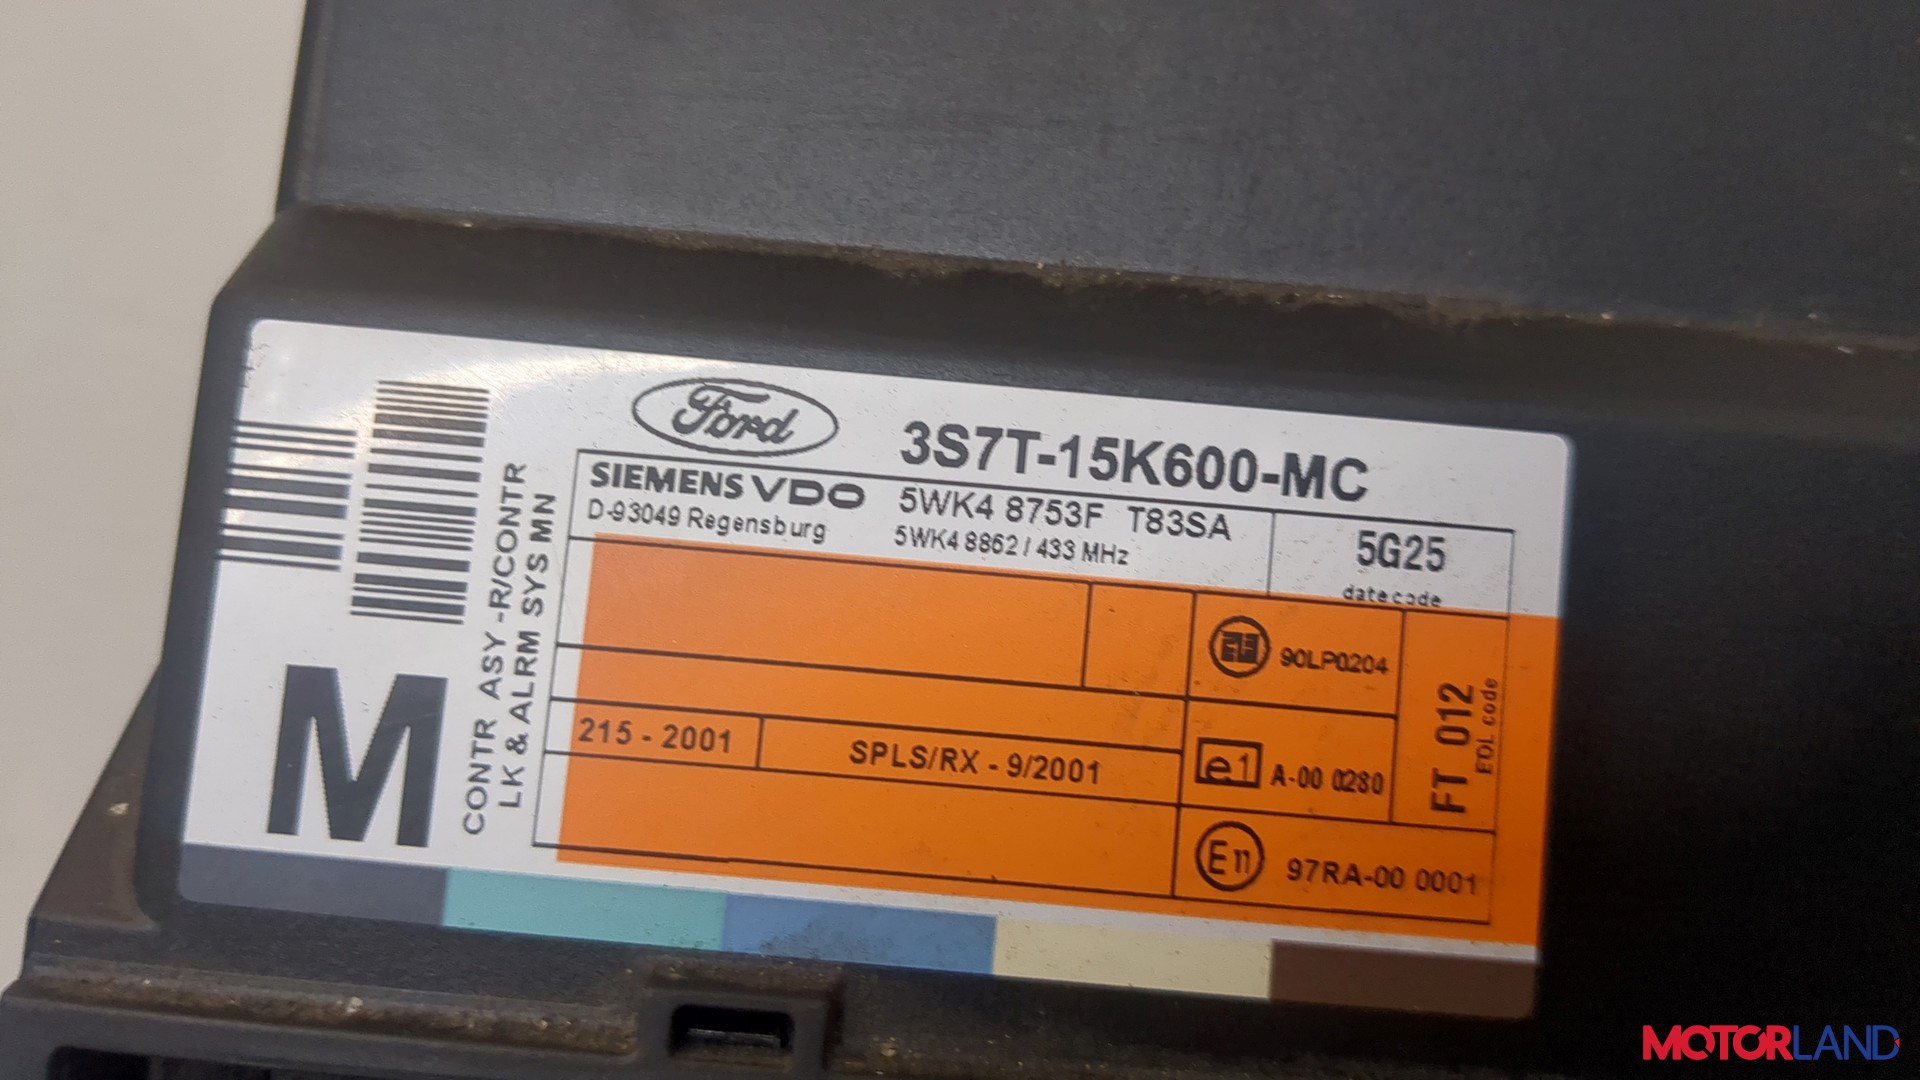 Ford
3S7T-15K600-MC
SIEMENS VDO
D-93049 Regensburg
5WK4 8753F T83SA
5WK4 8862 / 433 MHz
5G25
date code
M
CONTR ASY -R/CONTR
LK & ALRM SYS MN
90LP0204
215 - 2001
SPLS/RX - 9/2001
e1 A-00 0280
FT 012
EOL code
E11 97RA-00 0001
MOTORLAND